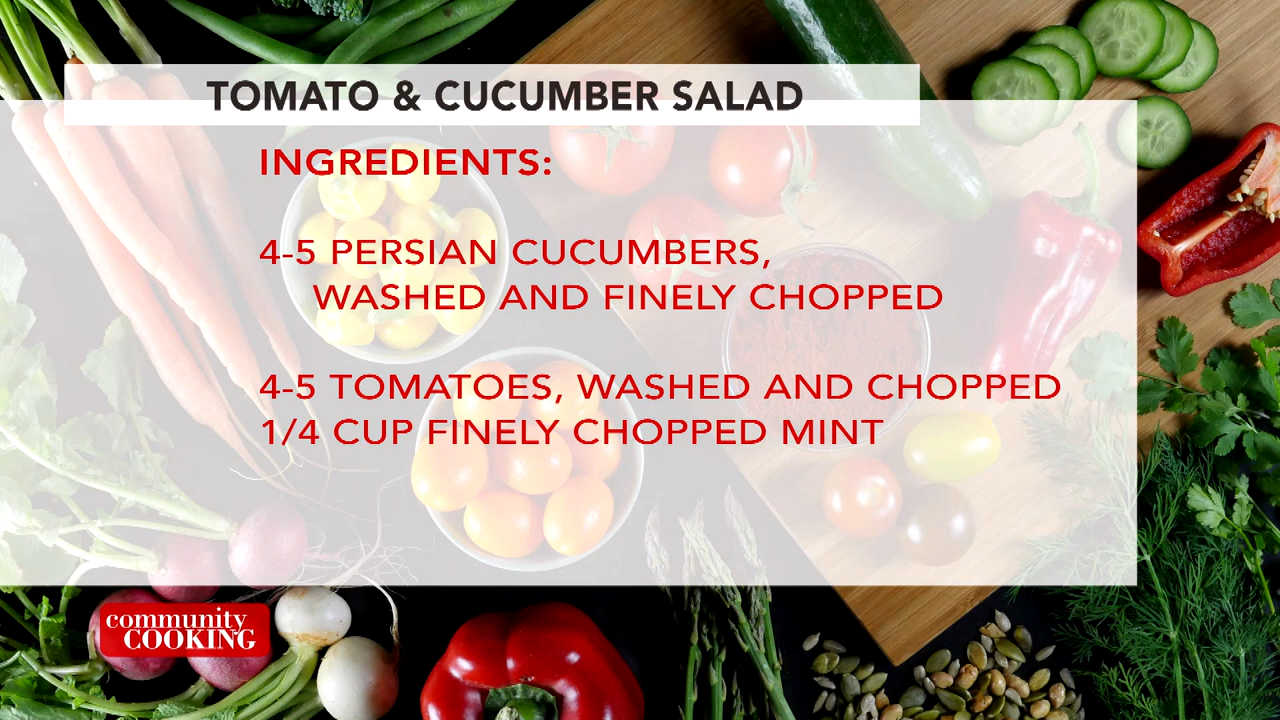 TOMATO & CUCUMBER SALAD
INGREDIENTS:
4-5 PERSIAN CUCUMBERS,
WASHED AND FINELY CHOPPED
4-5 TOMATOES, WASHED AND CHOPPED
1/4 CUP FINELY CHOPPED MINT
community
COOKING